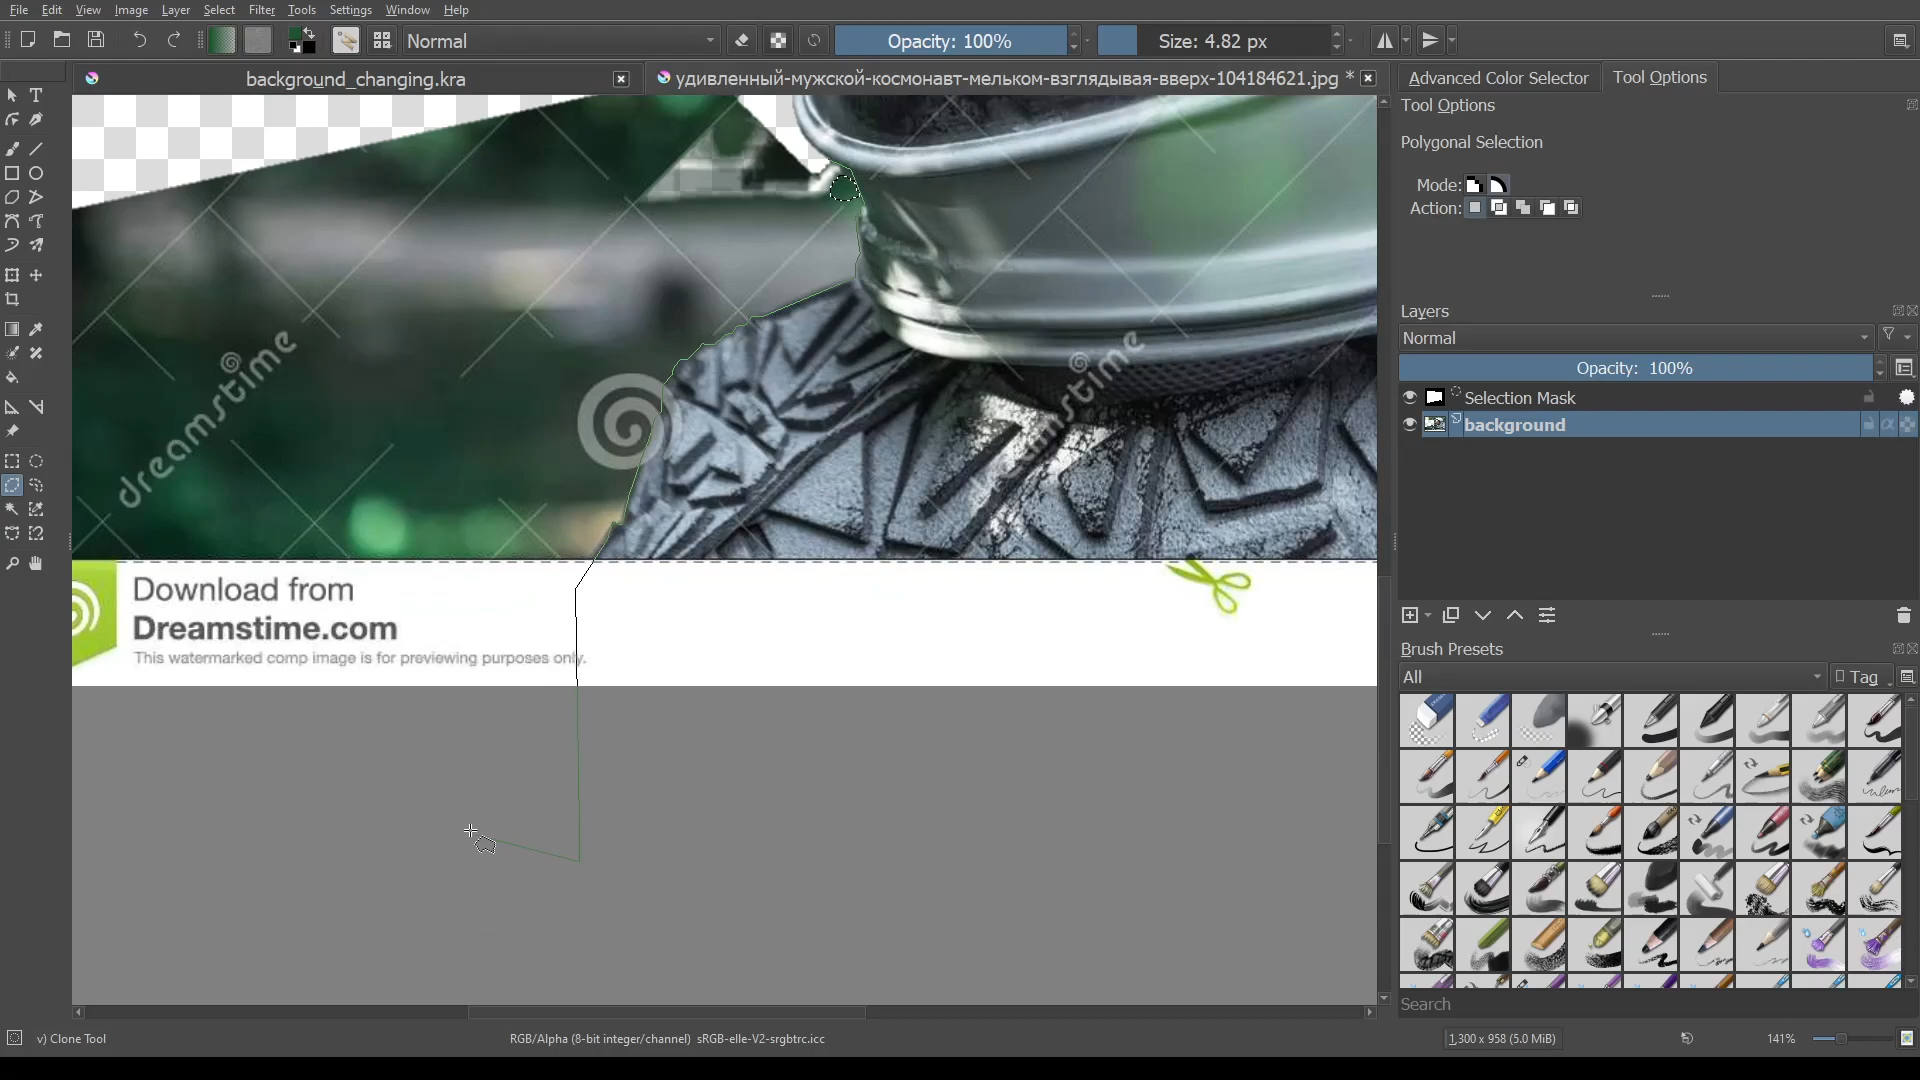 File Edit View Image Layer Select Filter Tools Settings Window Help
Normal
Opacity: 100%
Size: 4.82 px
background_changing.kra
удивленный-мужской-космонавт-мельком-взглядывая-вверх-104184621.jpg *
Advanced Color Selector
Tool Options
Tool Options
Polygonal Selection
Mode:
Action:
Layers
Normal
Opacity: 100%
Selection Mask
background
dreamstime
dreamstime
Download from
Dreamstime.com
This watermarked comp image is for previewing purposes only.
Brush Presets
All
Tag
Search
v) Clone Tool
RGB/Alpha (8-bit integer/channel) sRGB-elle-V2-srgbtrc.icc
1,300 x 958 (5.0 MiB)
141%